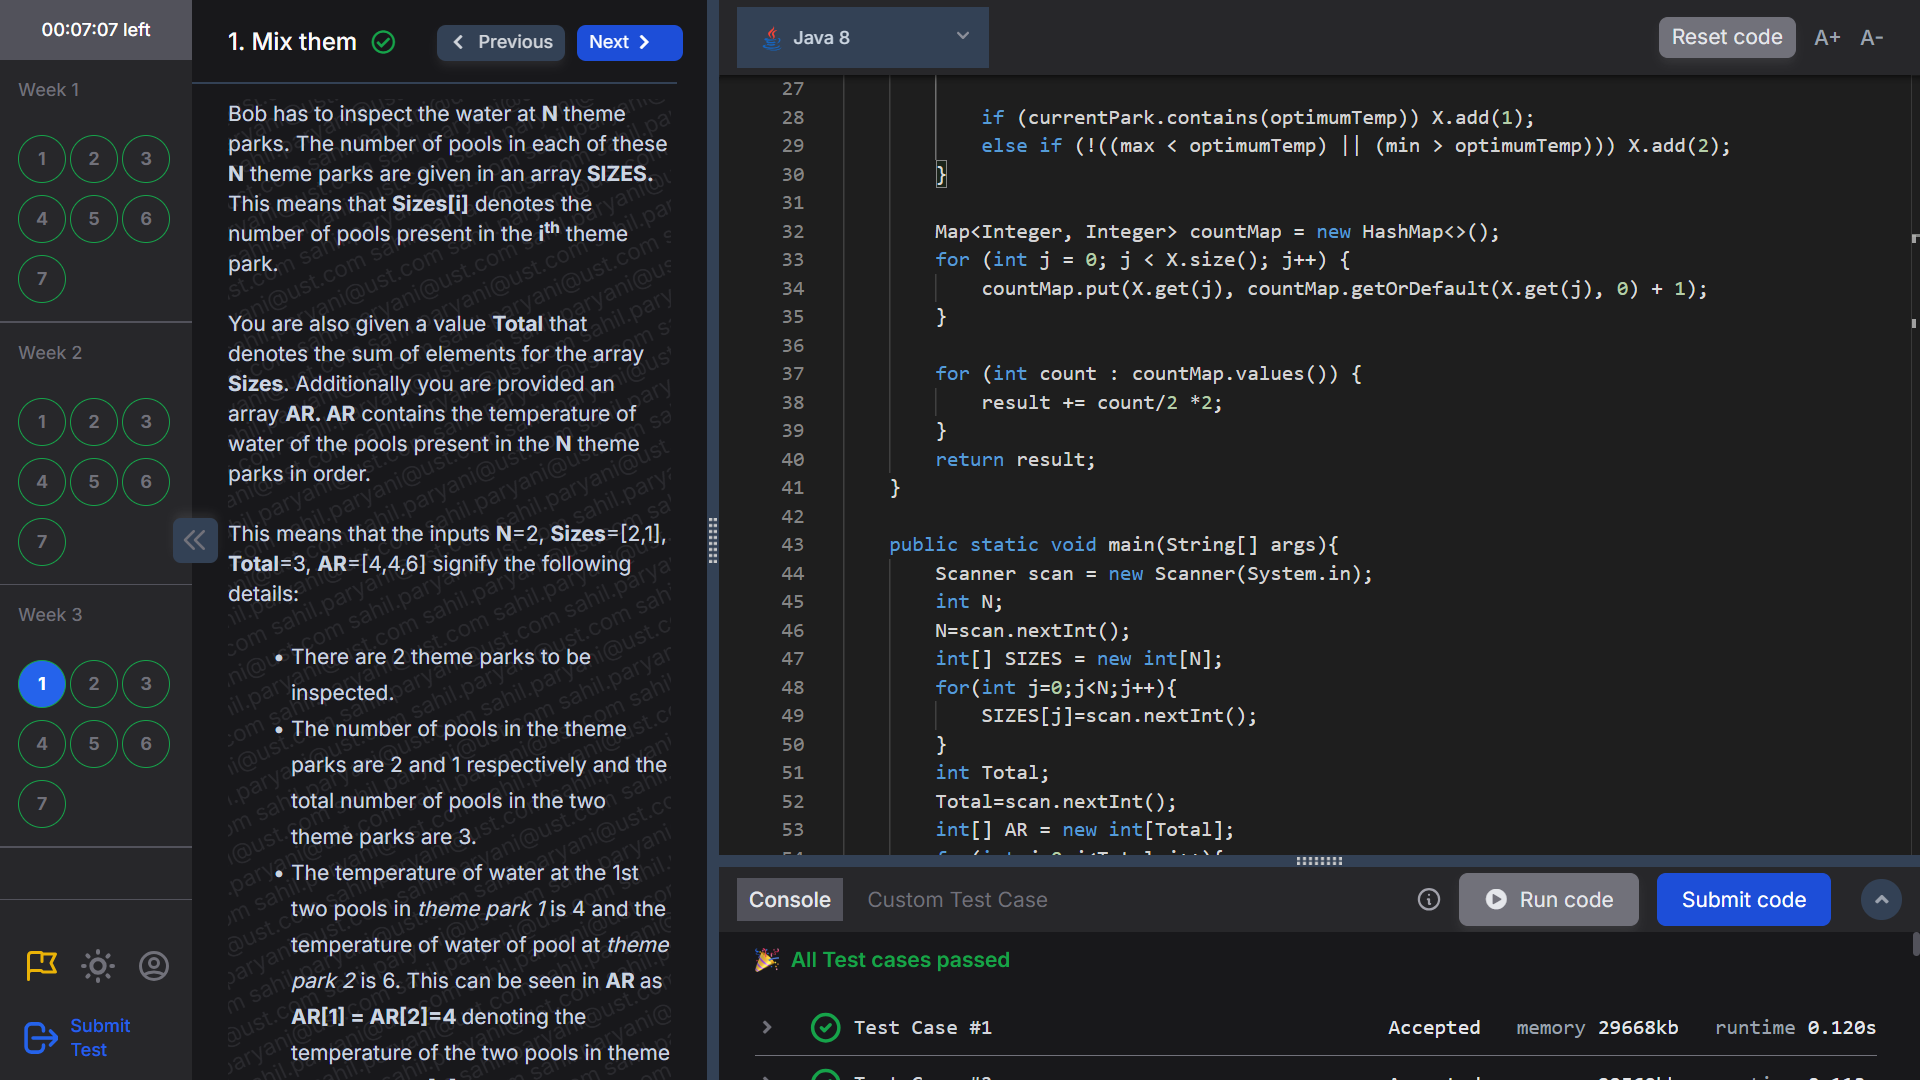 00:07:07 left
Week 1
1 2 3
4 5 6
7
Week 2
1 2 3
4 5 6
7
Week 3
1 2 3
4 5 6
7
Submit
Test
1. Mix them
Previous
Next
Bob has to inspect the water at N theme
parks. The number of pools in each of these
N theme parks are given in an array SIZES.
This means that Sizes[i] denotes the
number of pools present in the ith theme
park.
You are also given a value Total that
denotes the sum of elements for the array
Sizes. Additionally you are provided an
array AR. AR contains the temperature of
water of the pools present in the N theme
parks in order.
This means that the inputs N=2, Sizes=[2,1],
Total=3, AR=[4,4,6] signify the following
details:
• There are 2 theme parks to be
inspected.
• The number of pools in the theme
parks are 2 and 1 respectively and the
total number of pools in the two
theme parks are 3.
• The temperature of water at the 1st
two pools in theme park 1 is 4 and the
temperature of water of pool at theme
park 2 is 6. This can be seen in AR as
AR[1] = AR[2]=4 denoting the
temperature of the two pools in theme
sahil.paryani@ust.com
Java 8
Reset code
A+ A-
27
28 if (currentPark.contains(optimumTemp)) X.add(1);
29 else if (!((max < optimumTemp) || (min > optimumTemp))) X.add(2);
30 }
31
32 Map<Integer, Integer> countMap = new HashMap<>();
33 for (int j = 0; j < X.size(); j++) {
34 countMap.put(X.get(j), countMap.getOrDefault(X.get(j), 0) + 1);
35 }
36
37 for (int count : countMap.values()) {
38 result += count/2 *2;
39 }
40 return result;
41 }
42
43 public static void main(String[] args){
44 Scanner scan = new Scanner(System.in);
45 int N;
46 N=scan.nextInt();
47 int[] SIZES = new int[N];
48 for(int j=0;j<N;j++){
49 SIZES[j]=scan.nextInt();
50 }
51 int Total;
52 Total=scan.nextInt();
53 int[] AR = new int[Total];
Console
Custom Test Case
Run code
Submit code
All Test cases passed
Test Case #1 Accepted memory 29668kb runtime 0.120s